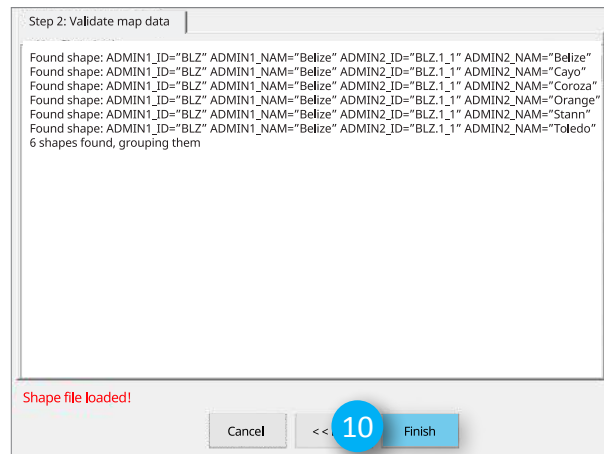 Step 2: Validate map data
Found shape: ADMIN1_ID="BLZ" ADMIN1_NAM="Belize" ADMIN2_ID="BLZ.1_1" ADMIN2_NAM="Belize"
Found shape: ADMIN1_ID="BLZ" ADMIN1_NAM="Belize" ADMIN2_ID="BLZ.1_1" ADMIN2_NAM="Cayo"
Found shape: ADMIN1_ID="BLZ" ADMIN1_NAM="Belize" ADMIN2_ID="BLZ.1_1" ADMIN2_NAM="Coroza"
Found shape: ADMIN1_ID="BLZ" ADMIN1_NAM="Belize" ADMIN2_ID="BLZ.1_1" ADMIN2_NAM="Orange"
Found shape: ADMIN1_ID="BLZ" ADMIN1_NAM="Belize" ADMIN2_ID="BLZ.1_1" ADMIN2_NAM="Stann"
Found shape: ADMIN1_ID="BLZ" ADMIN1_NAM="Belize" ADMIN2_ID="BLZ.1_1" ADMIN2_NAM="Toledo"
6 shapes found, grouping them
Shape file loaded!
Cancel << 10 Finish